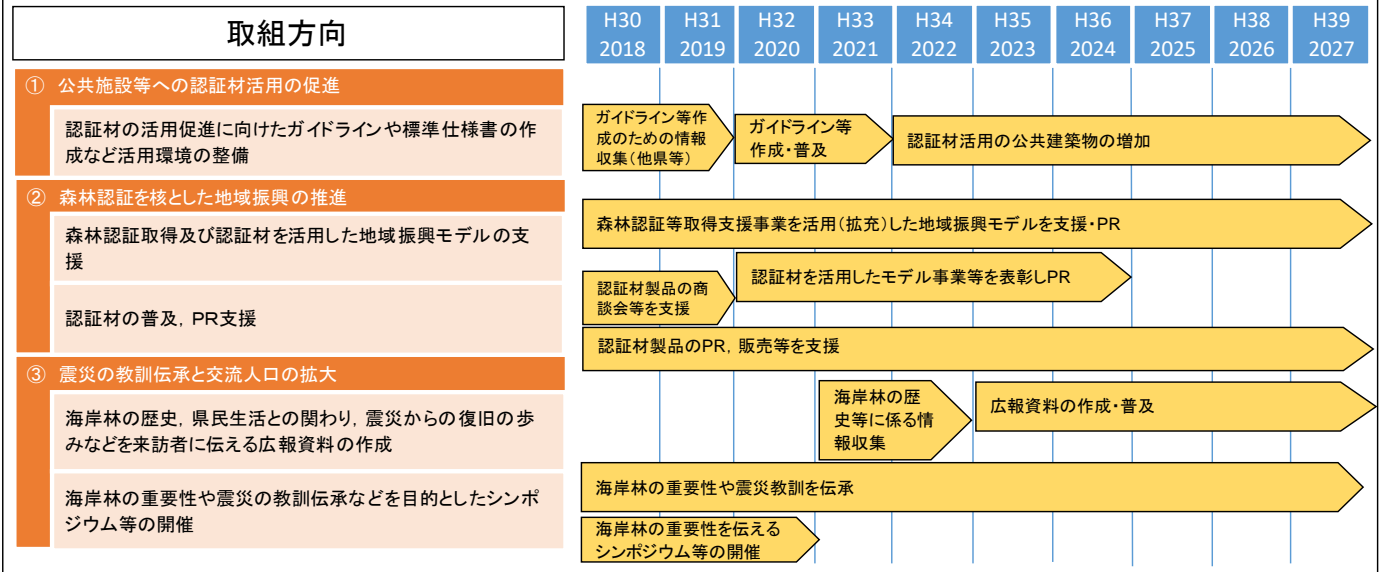 取組方向
H30 H31 H32 H33 H34 H35 H36 H37 H38 H39
2018 2019 2020 2021 2022 2023 2024 2025 2026 2027
① 公共施設等への認証材活用の促進
認証材の活用促進に向けたガイドラインや標準仕様書の作
成など活用環境の整備
ガイドライン等作
成のための情報
収集(他県等)
ガイドライン等
作成・普及
認証材活用の公共建築物の増加
② 森林認証を核とした地域振興の推進
森林認証取得及び認証材を活用した地域振興モデルの支
援
森林認証等取得支援事業を活用(拡充)した地域振興モデルを支援・PR
認証材の普及，PR支援
認証材製品の商
談会等を支援
認証材を活用したモデル事業等を表彰しPR
認証材製品のPR，販売等を支援
③ 震災の教訓伝承と交流人口の拡大
海岸林の歴史，県民生活との関わり，震災からの復旧の歩
みなどを来訪者に伝える広報資料の作成
海岸林の歴
史等に係る情
報収集
広報資料の作成・普及
海岸林の重要性や震災の教訓伝承などを目的としたシンポ
ジウム等の開催
海岸林の重要性や震災教訓を伝承
海岸林の重要性を伝える
シンポジウム等の開催